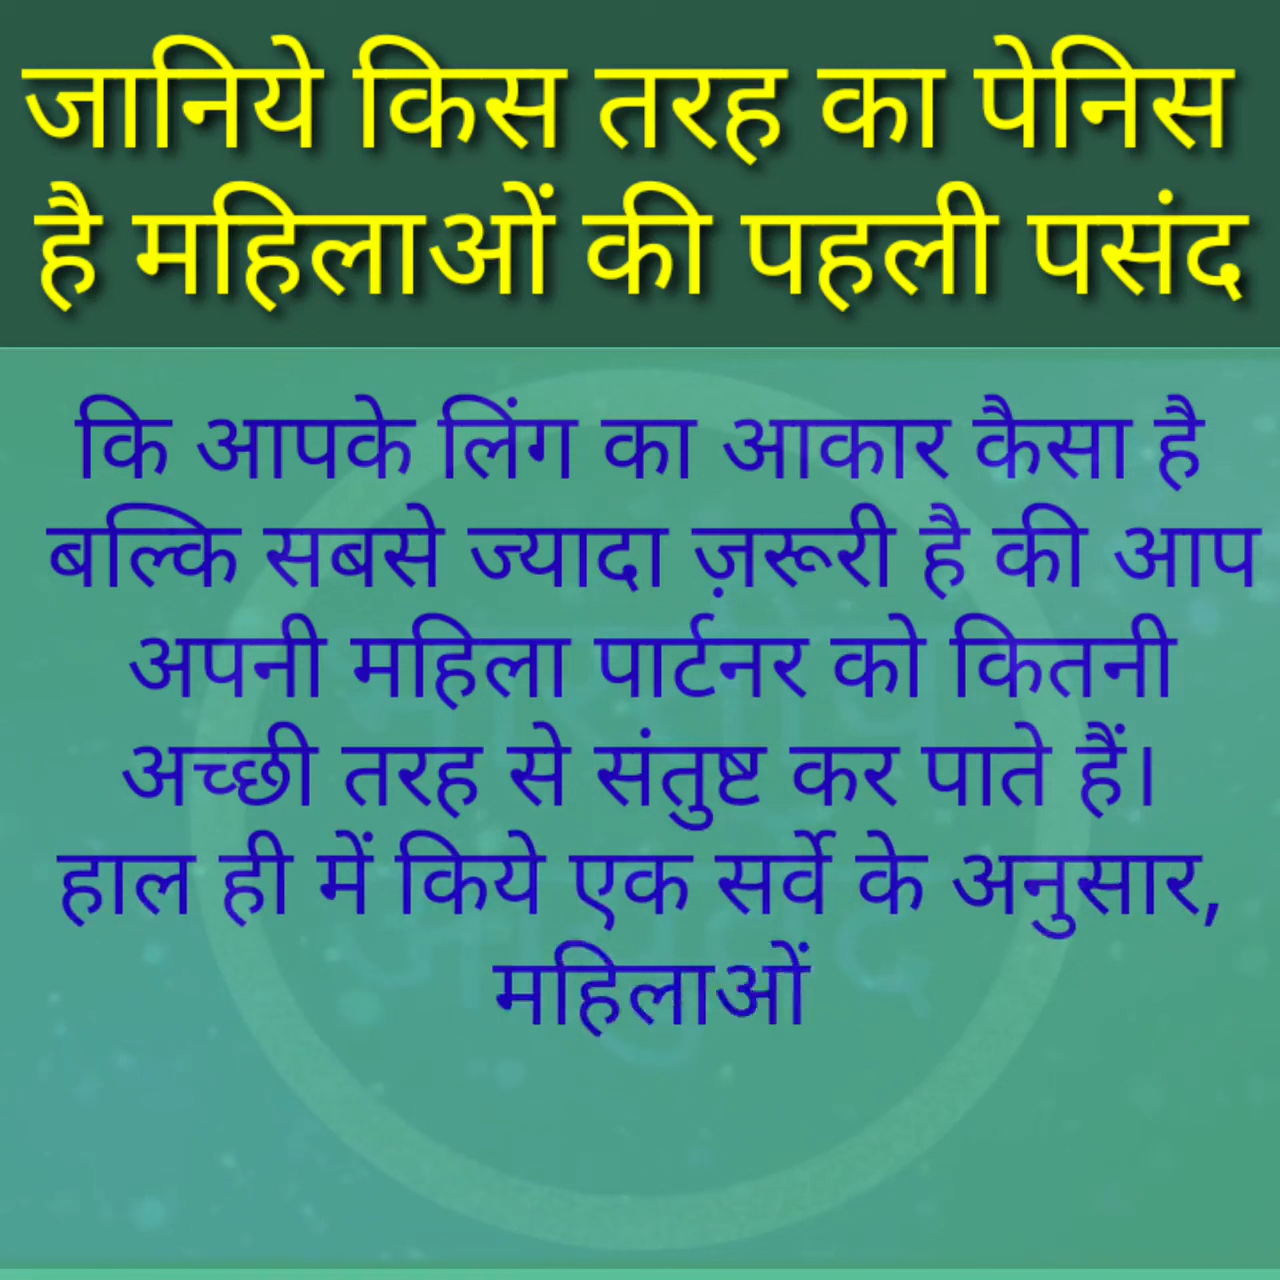 जानिये किस तरह का पेनिस
है महिलाओं की पहली पसंद
कि आपके लिंग का आकार कैसा है
बल्कि सबसे ज्यादा ज़रूरी है की आप
अपनी महिला पार्टनर को कितनी
अच्छी तरह से संतुष्ट कर पाते हैं।
हाल ही में किये एक सर्वे के अनुसार,
महिलाओं